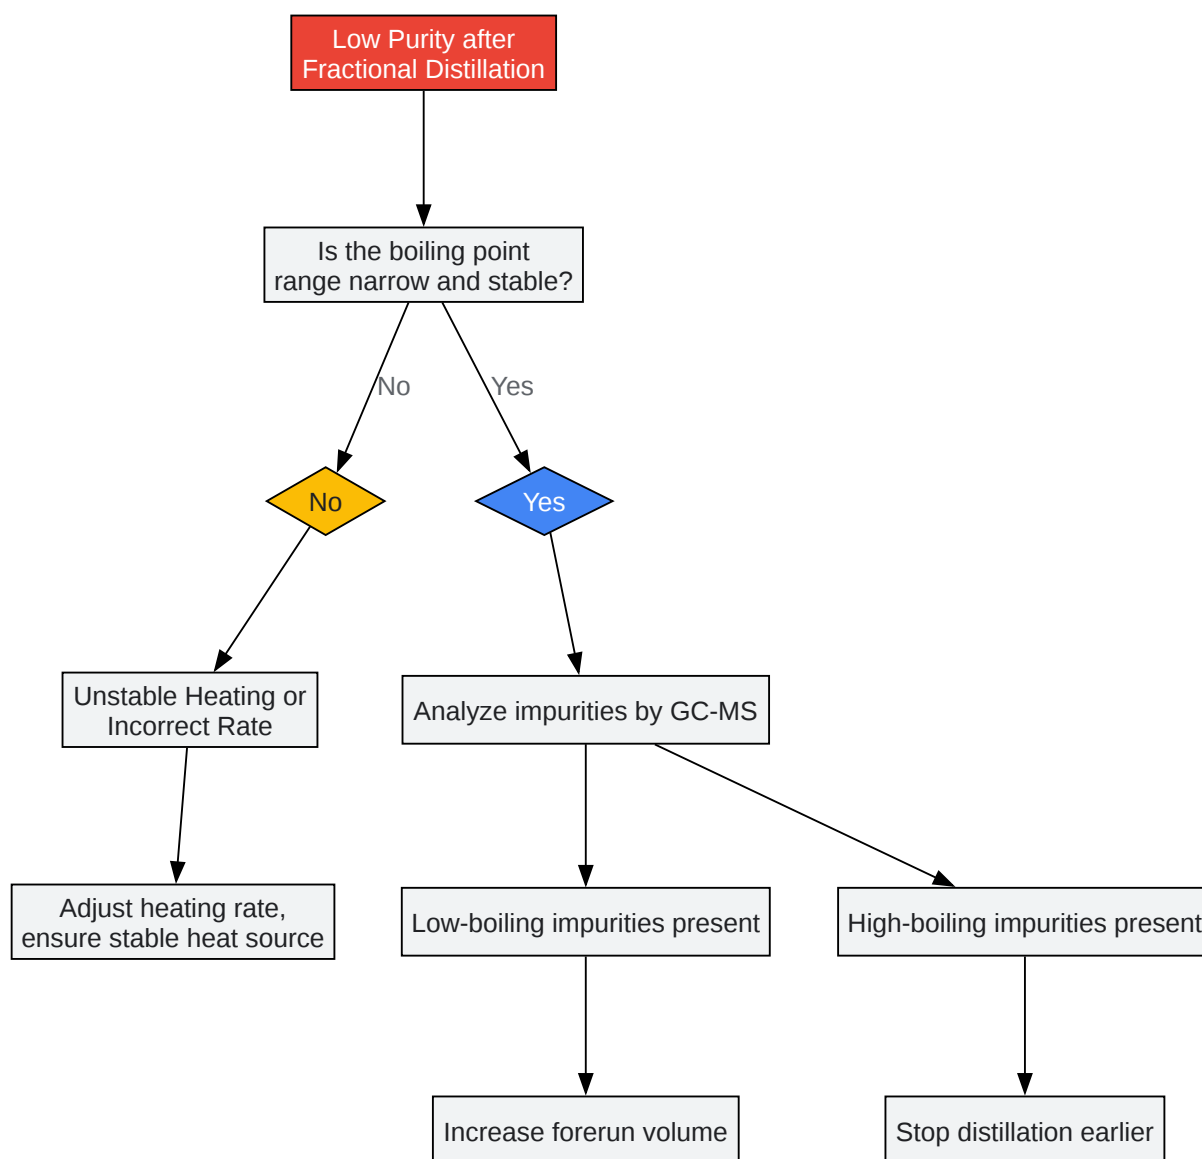 Low Purity after
Fractional Distillation
Is the boiling point
range narrow and stable?
No
Yes
No
Yes
Unstable Heating or
Incorrect Rate
Analyze impurities by GC-MS
Adjust heating rate,
ensure stable heat source
Low-boiling impurities present
High-boiling impurities present
Increase forerun volume
Stop distillation earlier